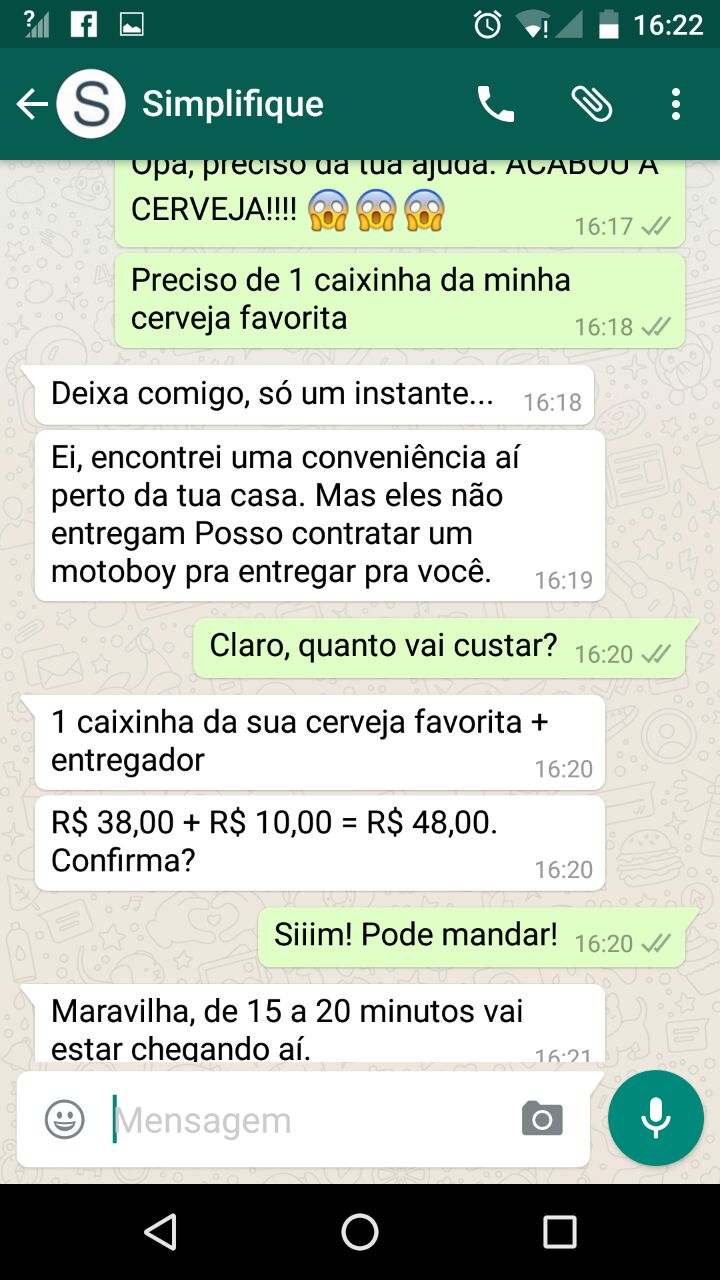 16:22
S
Simplifique
Opa, preciso da tua ajuda. ACABOU A
CERVEJA!!!! 😱😱😱
16:17
Preciso de 1 caixinha da minha
cerveja favorita
16:18
Deixa comigo, só um instante...
16:18
Ei, encontrei uma conveniência aí
perto da tua casa. Mas eles não
entregam Posso contratar um
motoboy pra entregar pra você.
16:19
Claro, quanto vai custar?
16:20
1 caixinha da sua cerveja favorita +
entregador
16:20
R$ 38,00 + R$ 10,00 = R$ 48,00.
Confirma?
16:20
Siiim! Pode mandar!
16:20
Maravilha, de 15 a 20 minutos vai
estar chegando aí.
16:21
Mensagem